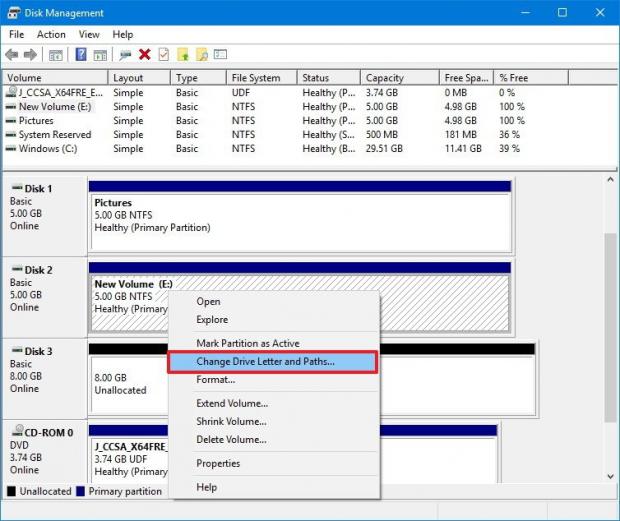 Disk Management
File Action View Help
Volume Layout Type File System Status Capacity Free Spa... % Free
J_CCSA_X64FRE_E... Simple Basic UDF Healthy (P... 3.74 GB 0 MB 0 %
New Volume (E:) Simple Basic NTFS Healthy (P... 5.00 GB 4.98 GB 100 %
Pictures Simple Basic NTFS Healthy (P... 5.00 GB 4.98 GB 100 %
System Reserved Simple Basic NTFS Healthy (S... 500 MB 181 MB 36 %
Windows (C:) Simple Basic NTFS Healthy (B... 29.51 GB 11.41 GB 39 %
Disk 1
Basic
5.00 GB
Online
Pictures
5.00 GB NTFS
Healthy (Primary Partition)
Disk 2
Basic
5.00 GB
Online
New Volume (E:)
5.00 GB NTFS
Healthy (Primary
Disk 3
Basic
8.00 GB
Online
8.00 GB
Unallocated
CD-ROM 0
DVD
3.74 GB
Online
J_CCSA_X64FRE_
3.74 GB UDF
Healthy (Primary
Open
Explore
Mark Partition as Active
Change Drive Letter and Paths...
Format...
Extend Volume...
Shrink Volume...
Delete Volume...
Properties
Help
Unallocated Primary partition